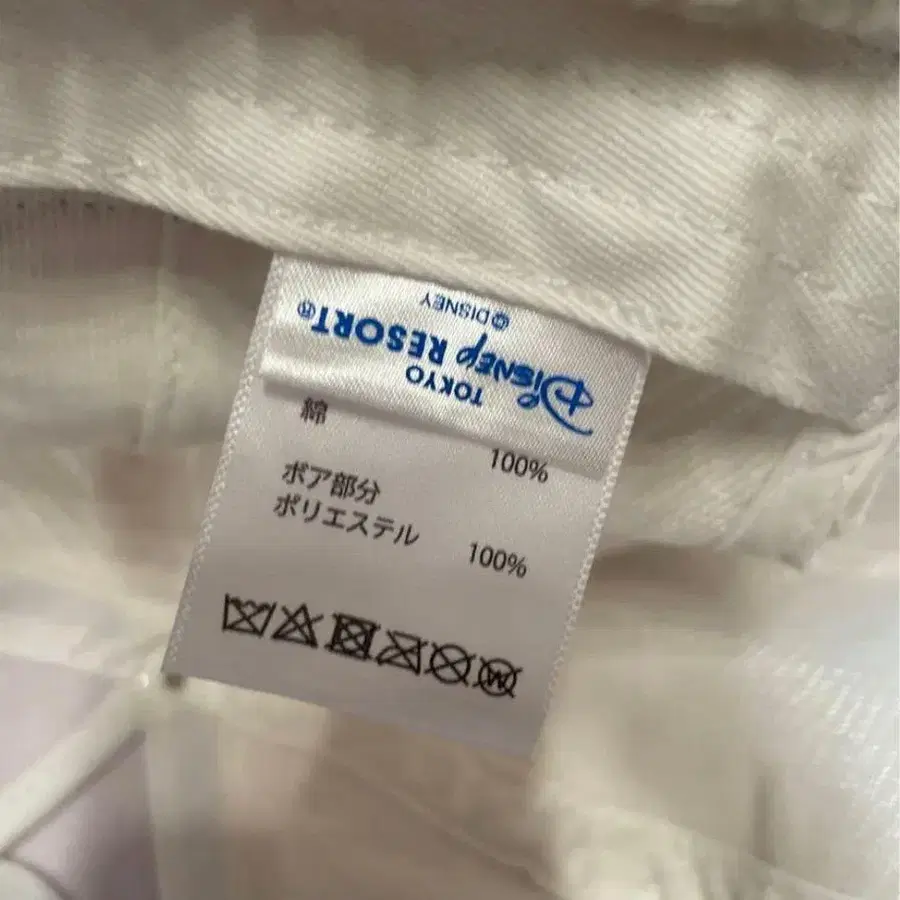 TOKYO
Disney RESORT®
© DISNEY
綿 100%
ボア部分
ポリエステル 100%
W